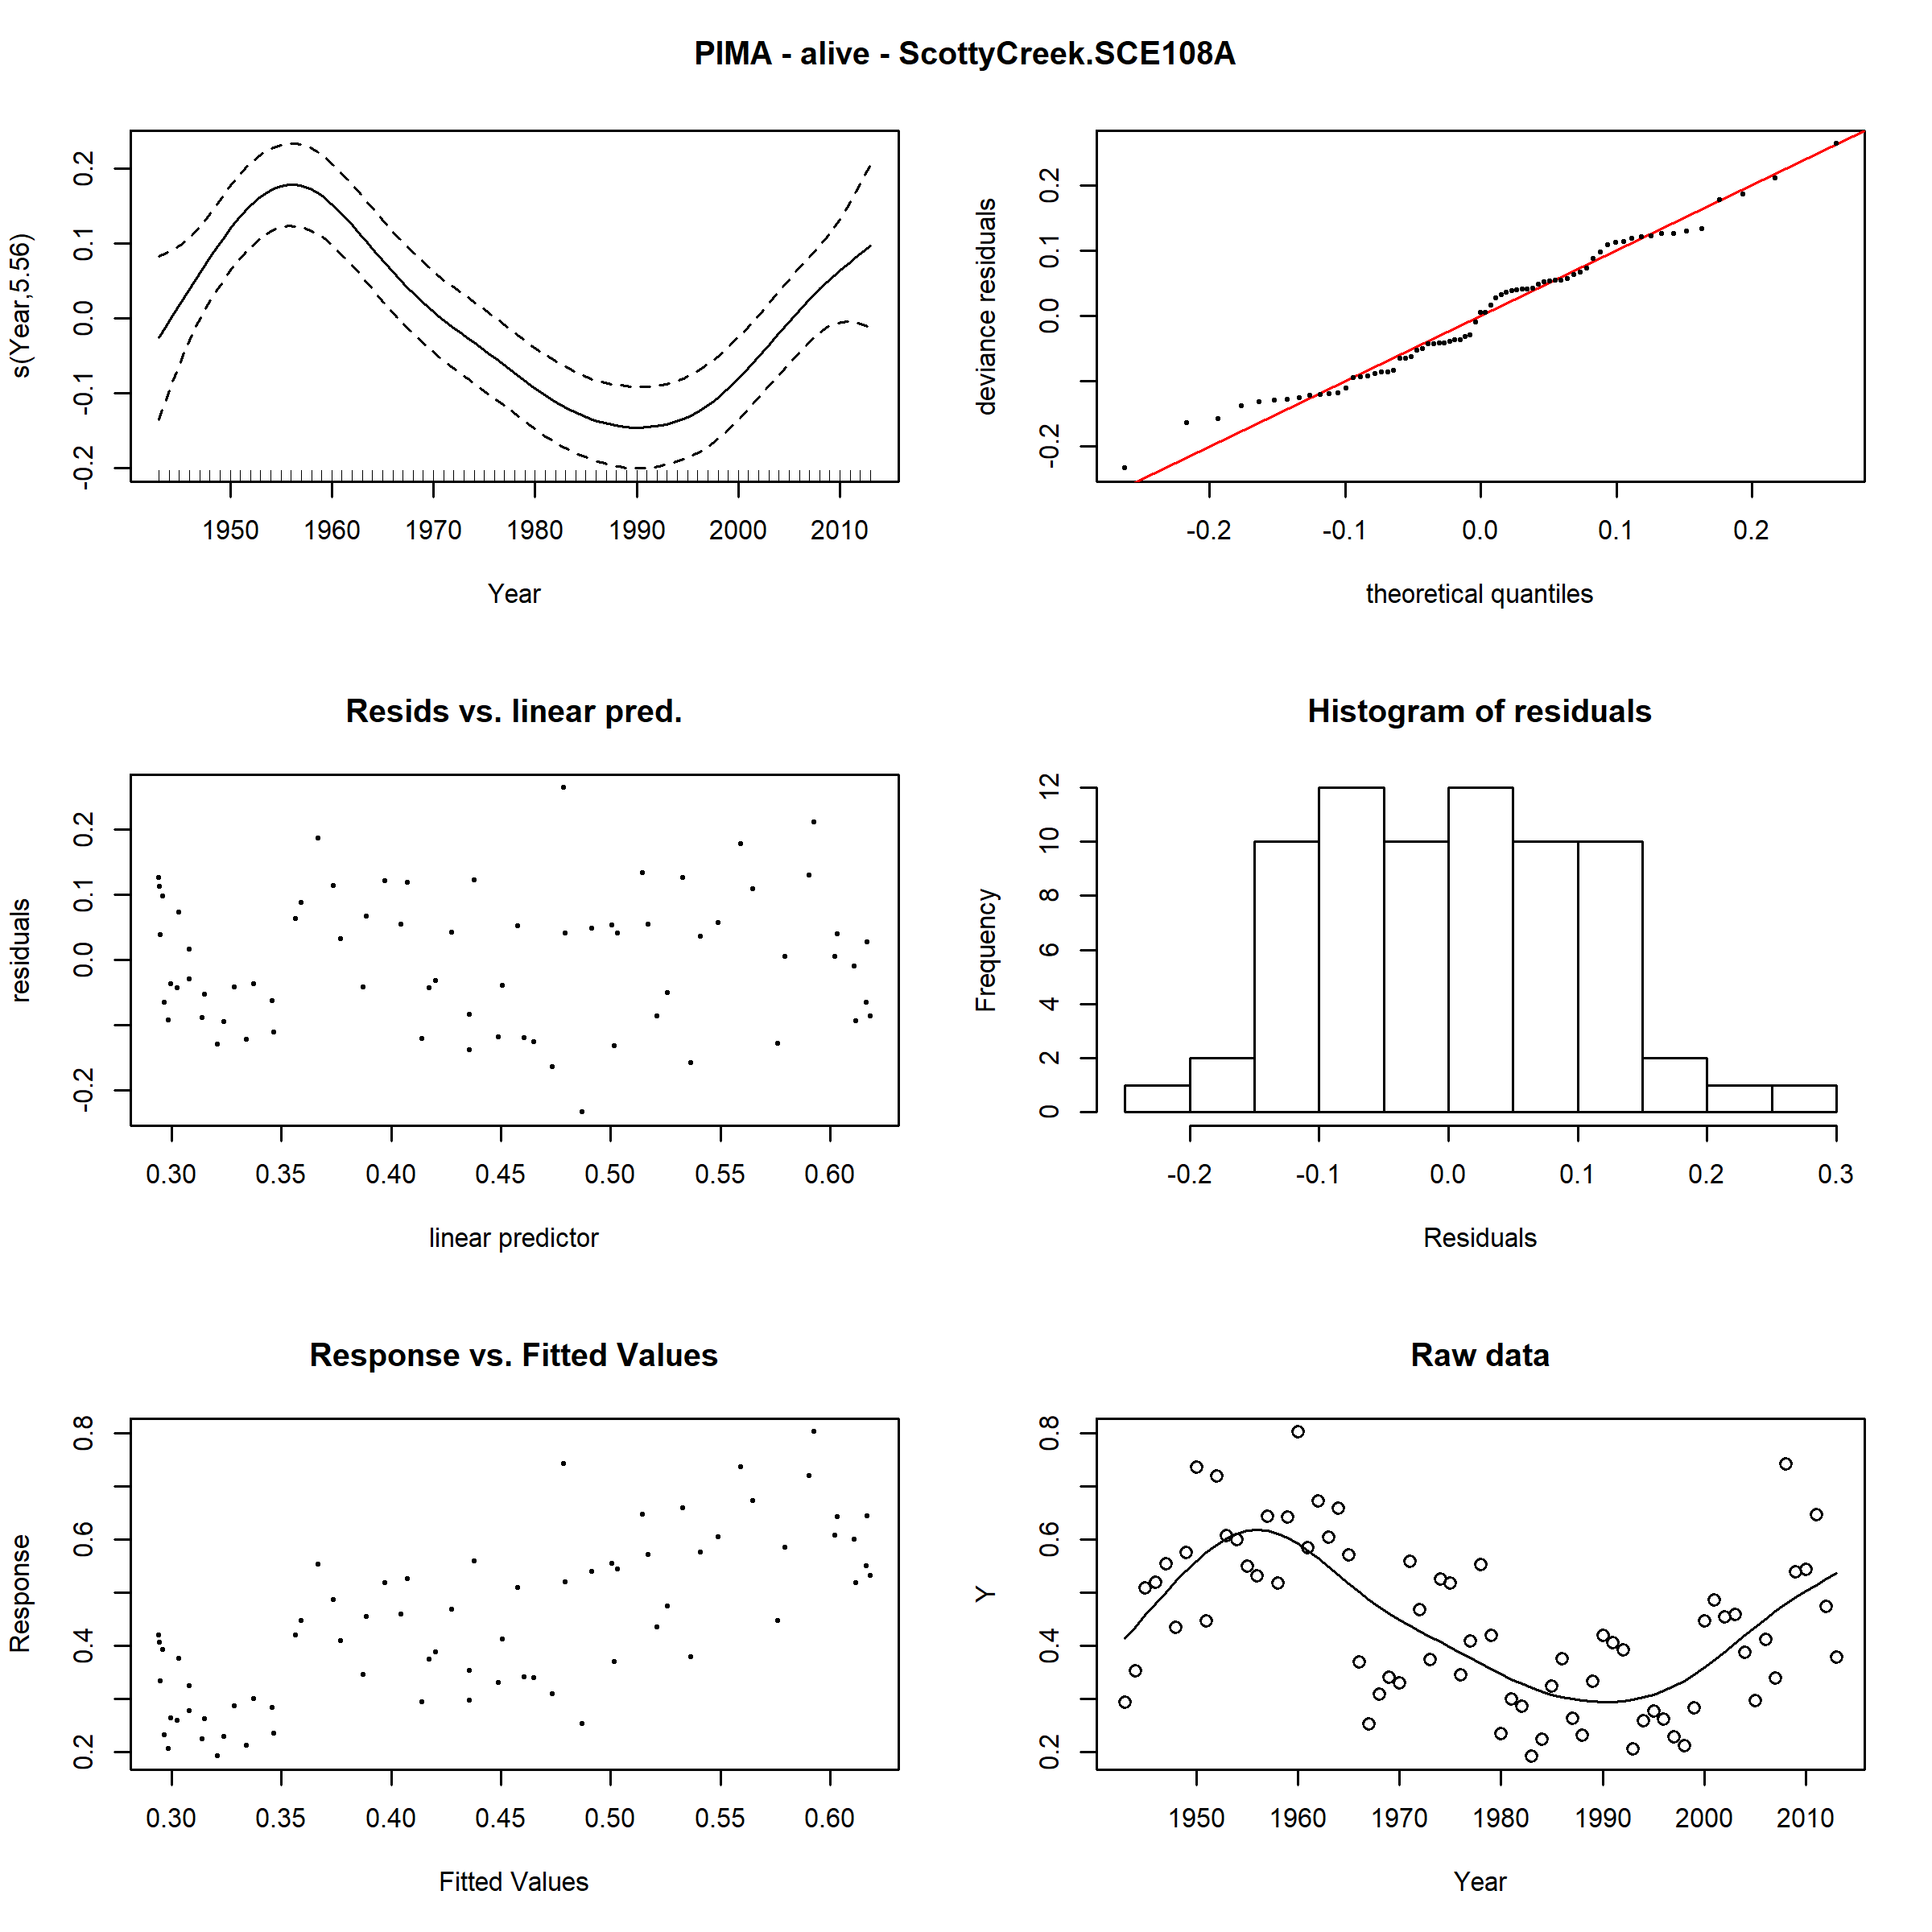 PIMA - alive - ScottyCreek.SCE108A
s(Year,5.56)
0.2
0.1
0.0
-0.1
-0.2
1950 1960 1970 1980 1990 2000 2010
Year
deviance residuals
0.2
0.1
0.0
-0.2
-0.2 -0.1 0.0 0.1 0.2
theoretical quantiles
Resids vs. linear pred.
residuals
0.2
0.1
0.0
-0.2
0.30 0.35 0.40 0.45 0.50 0.55 0.60
linear predictor
Histogram of residuals
Frequency
12
10
8
6
4
2
0
-0.2 -0.1 0.0 0.1 0.2 0.3
Residuals
Response vs. Fitted Values
Response
0.8
0.6
0.4
0.2
0.30 0.35 0.40 0.45 0.50 0.55 0.60
Fitted Values
Raw data
Y
0.8
0.6
0.4
0.2
1950 1960 1970 1980 1990 2000 2010
Year